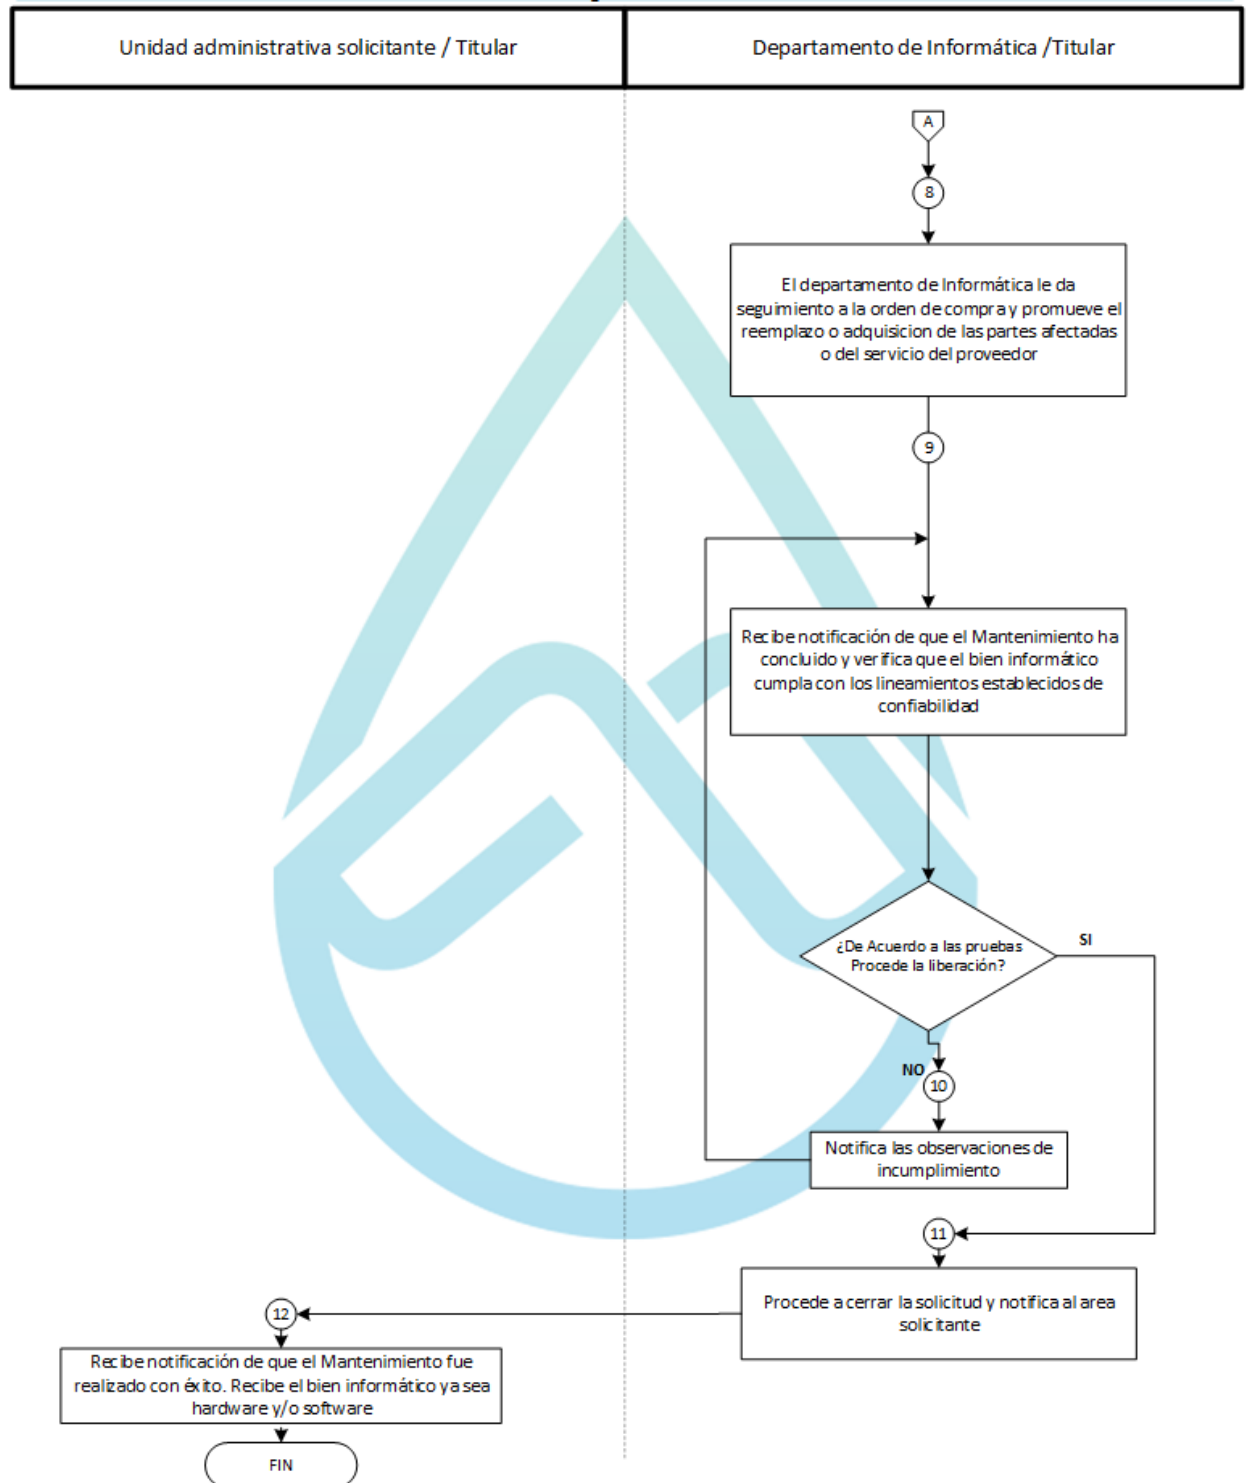 Unidad administrativa solicitante / Titular
Departamento de Informática /Titular
A
8
El departamento de Informática le da
seguimiento a la orden de compra y promueve el
reemplazo o adquisicion de las partes afectadas
o del servicio del proveedor
9
Recibe notificación de que el Mantenimiento ha
concluido y verifica que el bien informático
cumpla con los lineamientos establecidos de
confiabilidad
¿De Acuerdo a las pruebas
Procede la liberación?
SI
NO
10
Notifica las observaciones de
incumplimiento
11
Procede a cerrar la solicitud y notifica al area
solicitante
12
Recibe notificación de que el Mantenimiento fue
realizado con éxito. Recibe el bien informático ya sea
hardware y/o software
FIN